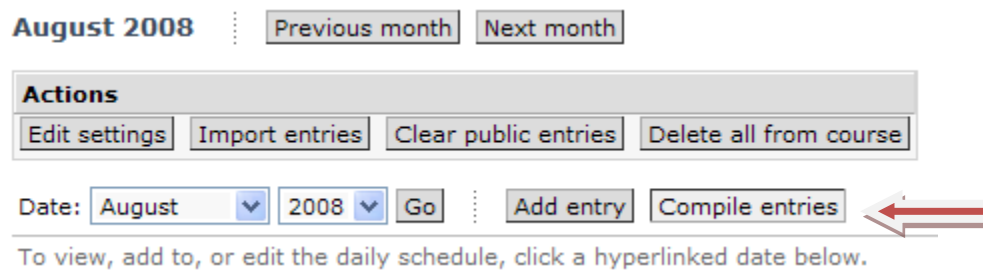 August 2008 Previous month Next month
Actions
Edit settings Import entries Clear public entries Delete all from course
Date: August 2008 Go Add entry Compile entries
To view, add to, or edit the daily schedule, click a hyperlinked date below.